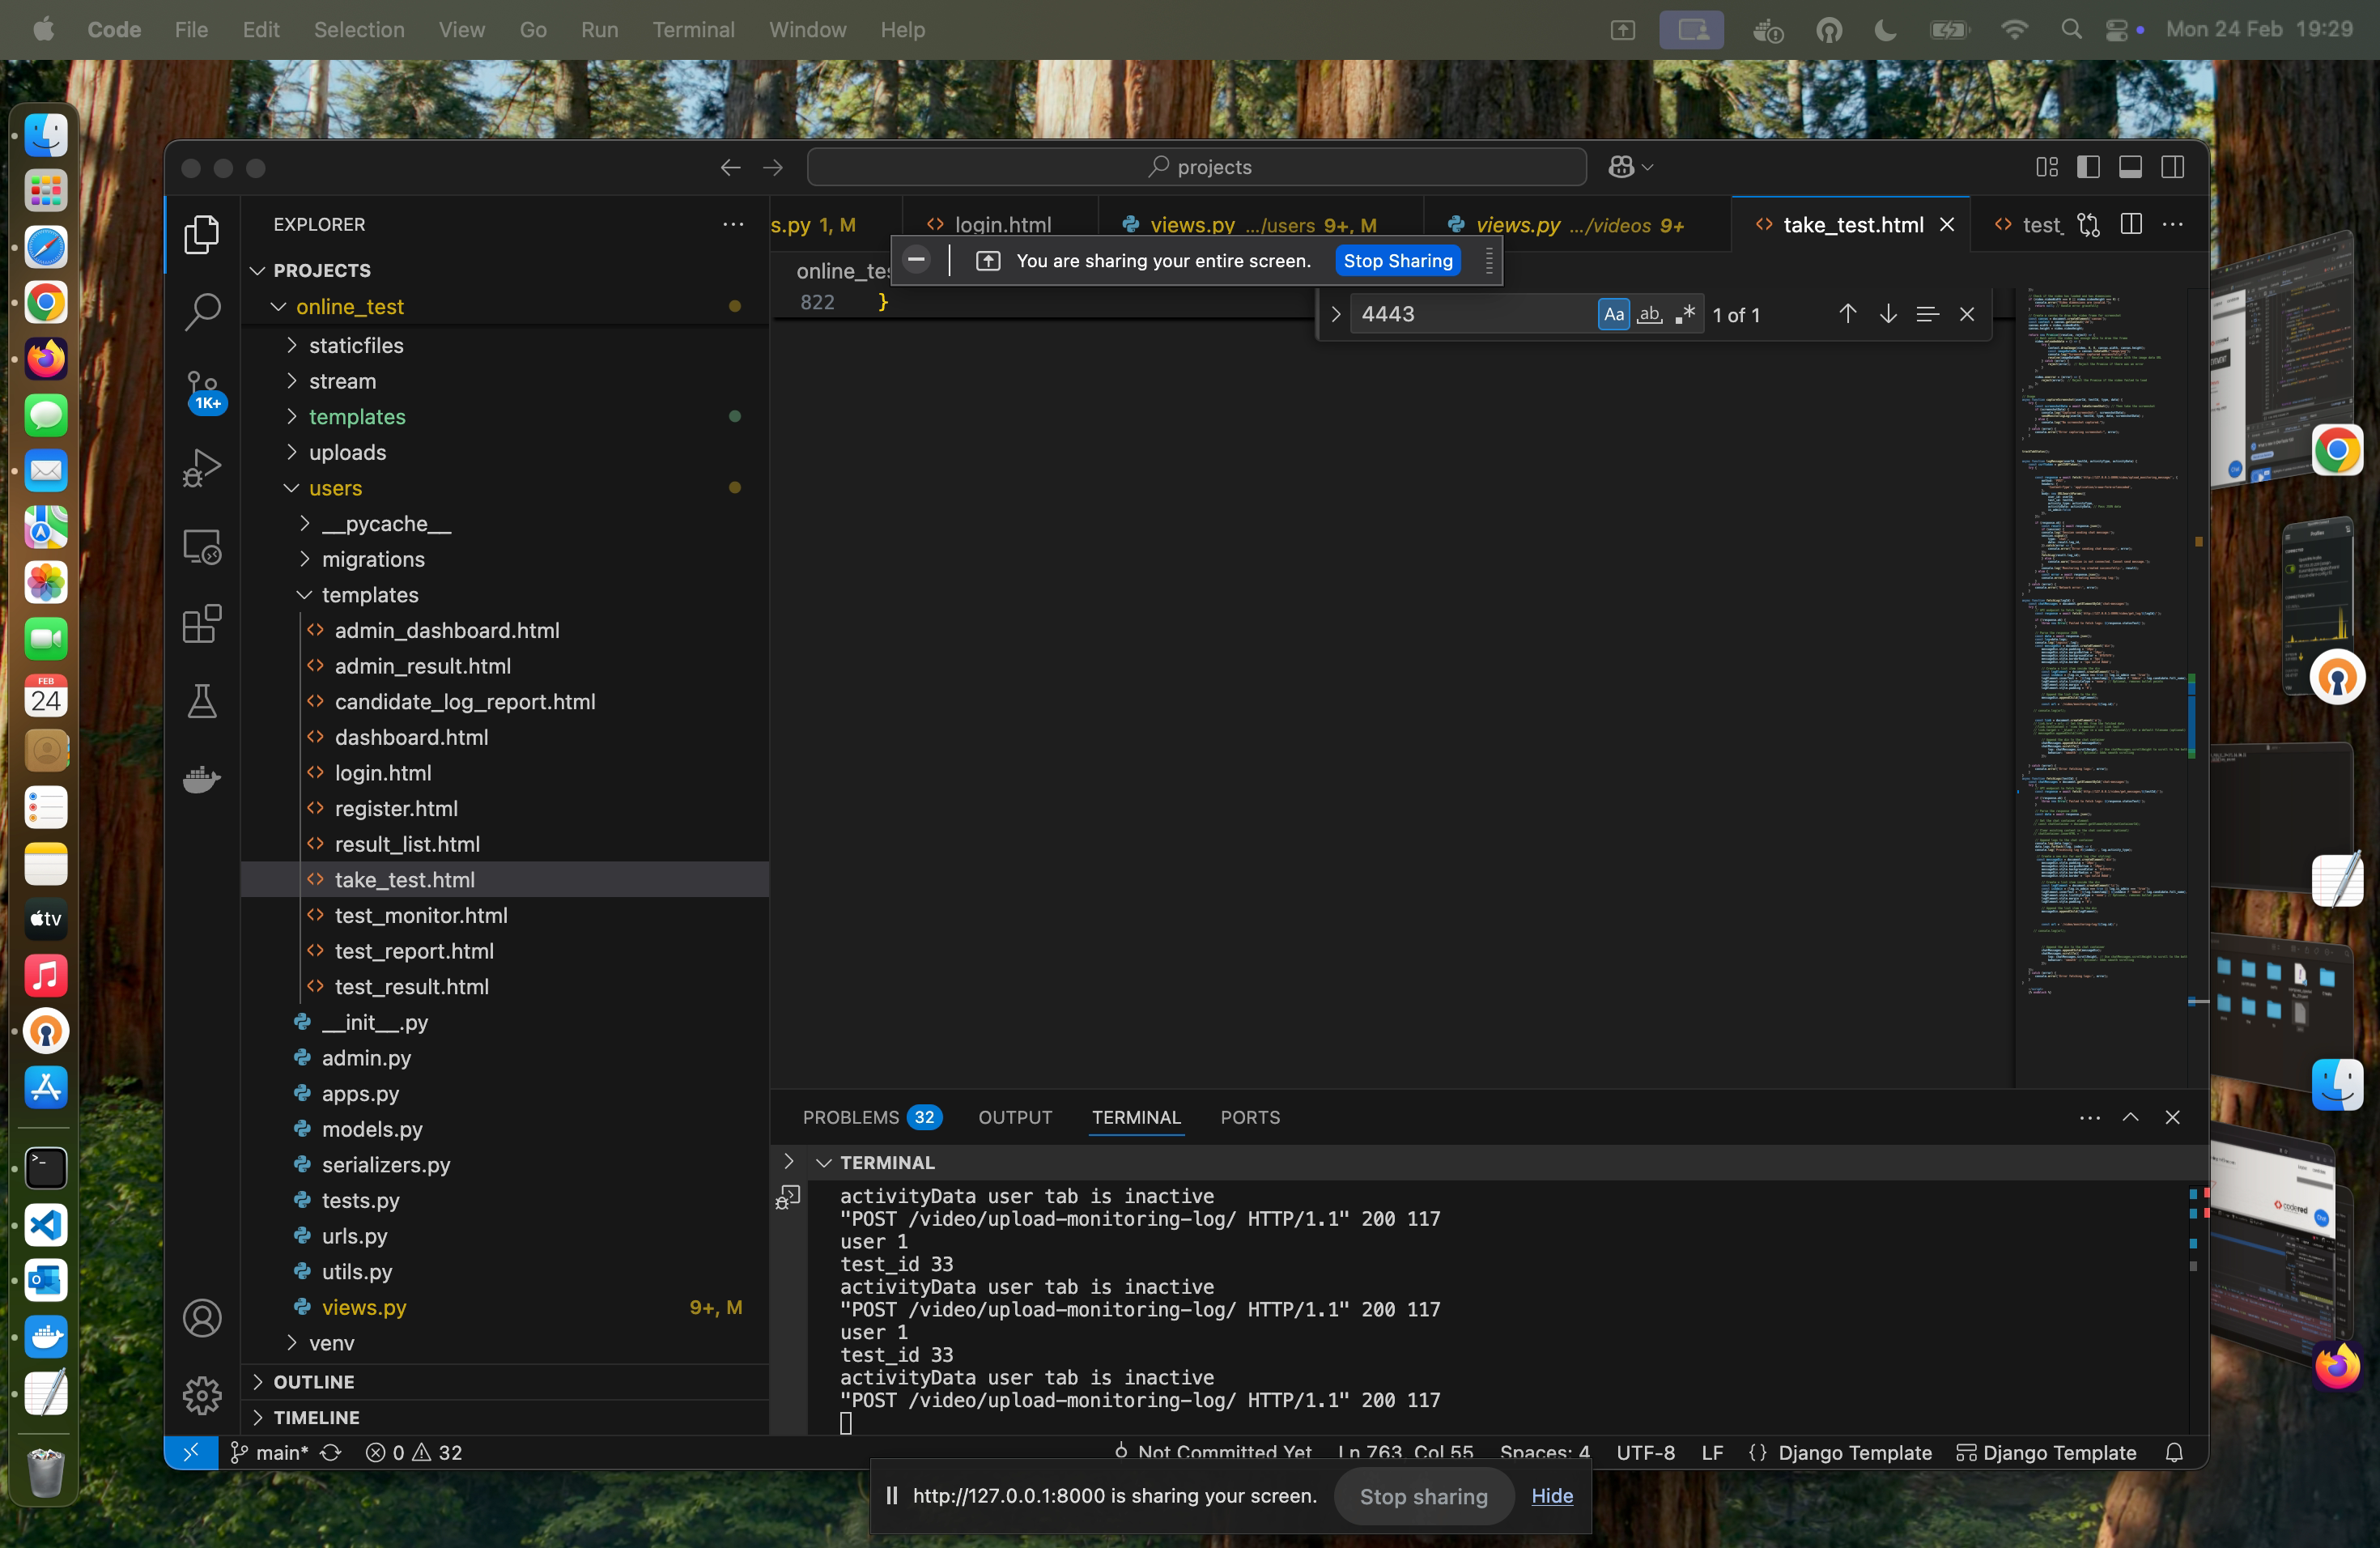 Code File Edit Selection View Go Run Terminal Window Help Mon 24 Feb 19:29
projects
EXPLORER
PROJECTS
online_test
staticfiles
stream
templates
uploads
users
__pycache__
migrations
templates
admin_dashboard.html
admin_result.html
candidate_log_report.html
dashboard.html
login.html
register.html
result_list.html
take_test.html
test_monitor.html
test_report.html
test_result.html
__init__.py
admin.py
apps.py
models.py
serializers.py
tests.py
urls.py
utils.py
views.py 9+, M
venv
OUTLINE
TIMELINE
1K+
s.py 1, M login.html views.py .../users 9+, M views.py .../videos 9+ take_test.html test_
You are sharing your entire screen. Stop Sharing
online_tes
822 }
4443 Aa ab 1 of 1
PROBLEMS 32 OUTPUT TERMINAL PORTS
TERMINAL
activityData user tab is inactive
"POST /video/upload-monitoring-log/ HTTP/1.1" 200 117
user 1
test_id 33
activityData user tab is inactive
"POST /video/upload-monitoring-log/ HTTP/1.1" 200 117
user 1
test_id 33
activityData user tab is inactive
"POST /video/upload-monitoring-log/ HTTP/1.1" 200 117
main* 0 32 Not Committed Yet Ln 763, Col 55 Spaces: 4 UTF-8 LF {} Django Template Django Template
http://127.0.0.1:8000 is sharing your screen. Stop sharing Hide
FEB
24
tv